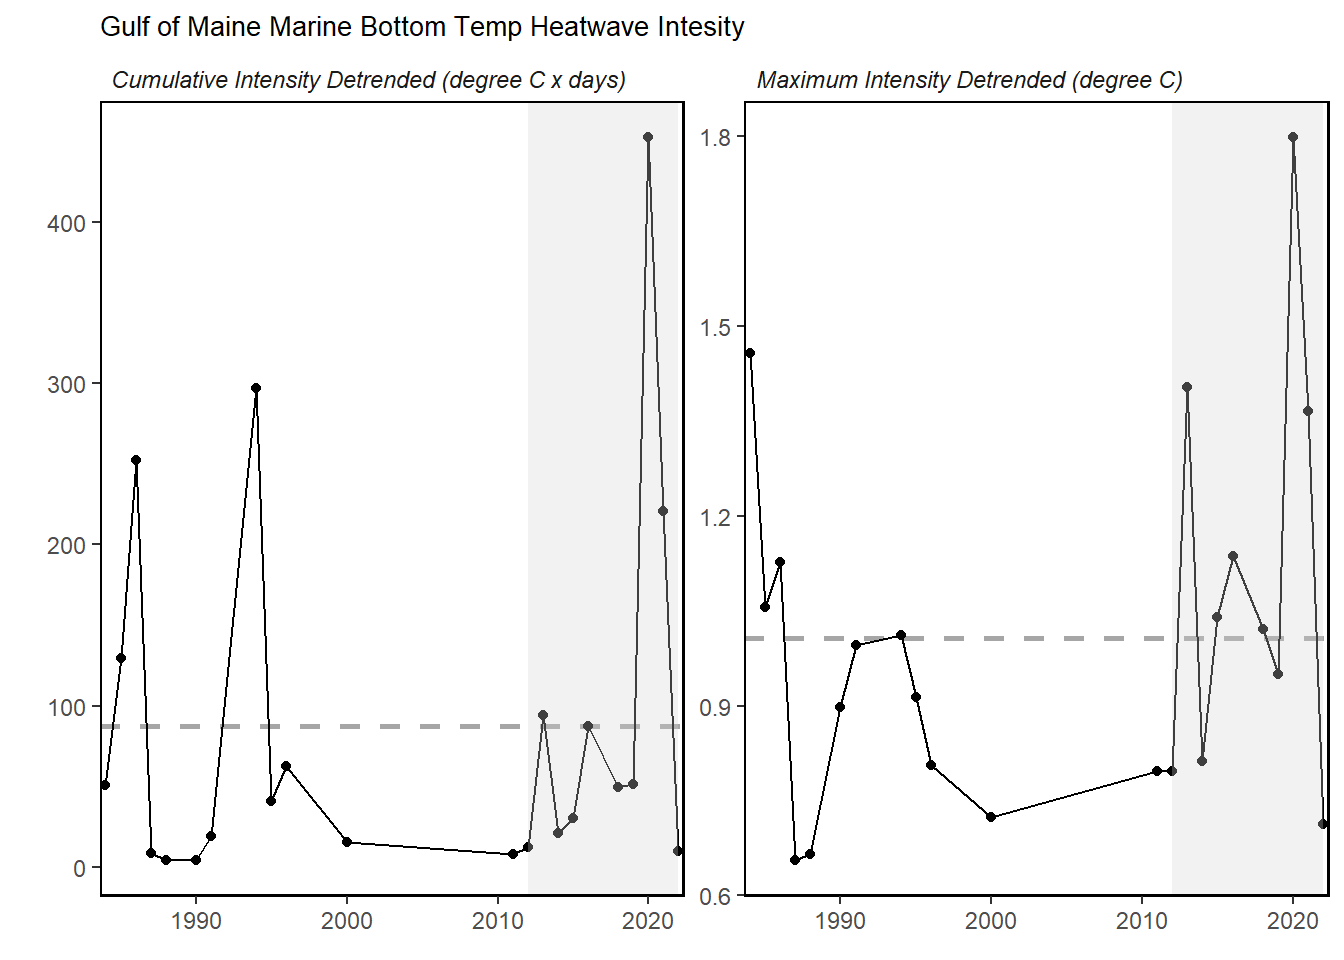 Gulf of Maine Marine Bottom Temp Heatwave Intesity
Cumulative Intensity Detrended (degree C x days)
400
300
200
100
0
1990 2000 2010 2020
Maximum Intensity Detrended (degree C)
1.8
1.5
1.2
0.9
0.6
1990 2000 2010 2020